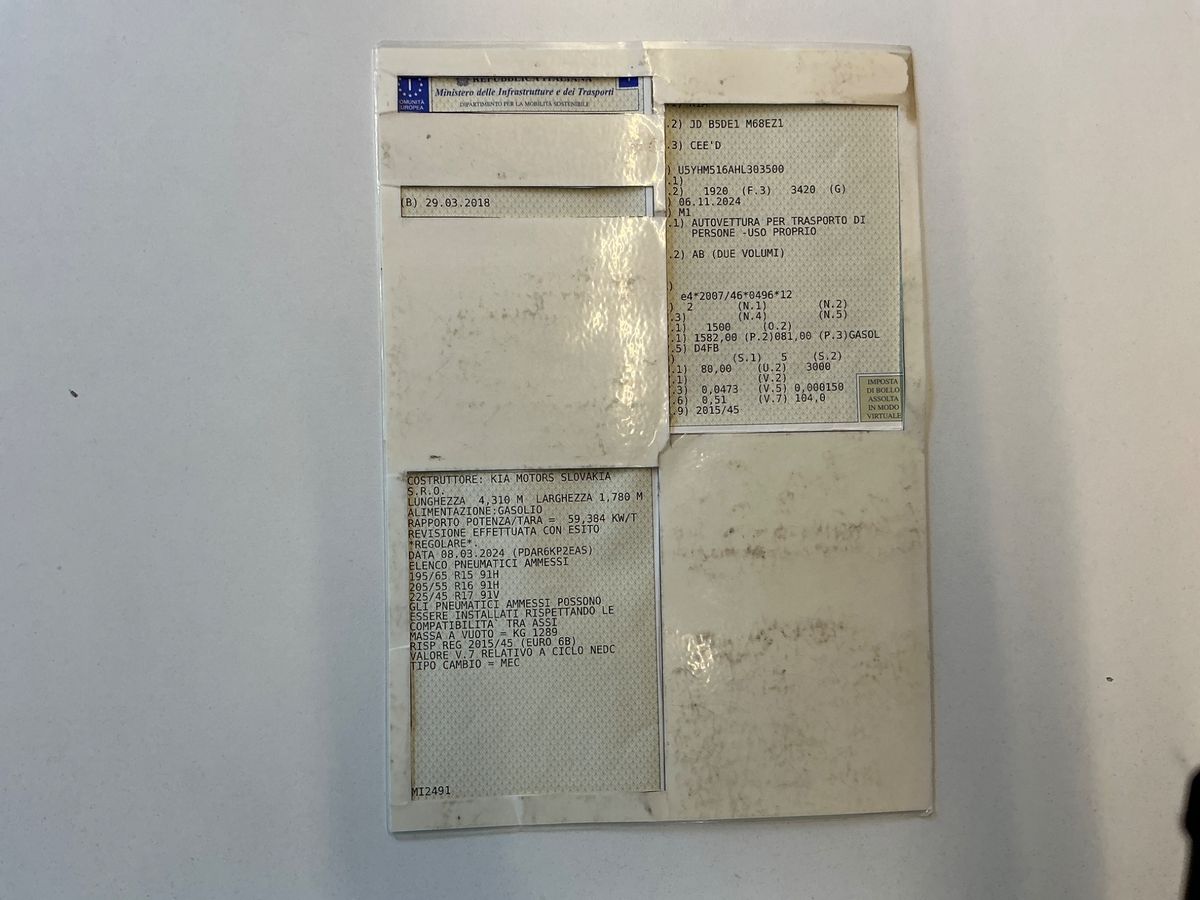 REPUBBLICA ITALIANA
COMUNITÀ
EUROPEA
Ministero delle Infrastrutture e dei Trasporti
DIPARTIMENTO PER LA MOBILITÀ SOSTENIBILE
(B) 29.03.2018
.2) JD B5DE1 M68EZ1
.3) CEE'D
) U5YHM516AHL303500
.1)
.2) 1920 (F.3) 3420 (G)
) 06.11.2024
) M1
.1) AUTOVETTURA PER TRASPORTO DI
PERSONE -USO PROPRIO
.2) AB (DUE VOLUMI)
)
e4*2007/46*0496*12
) 2 (N.1) (N.2)
.3) (N.4) (N.5)
.1) 1500 (O.2)
.1) 1582,00 (P.2)081,00 (P.3)GASOL
.5) D4FB
) (S.1) 5 (S.2)
.1) 80,00 (U.2) 3000
.1) (V.2)
.3) 0,0473 (V.5) 0,000150
.6) 0,51 (V.7) 104,0
.9) 2015/45
IMPOSTA
DI BOLLO
ASSOLTA
IN MODO
VIRTUALE
COSTRUTTORE: KIA MOTORS SLOVAKIA
S.R.O.
LUNGHEZZA 4,310 M LARGHEZZA 1,780 M
ALIMENTAZIONE:GASOLIO
RAPPORTO POTENZA/TARA = 59,384 KW/T
REVISIONE EFFETTUATA CON ESITO
*REGOLARE*.
DATA 08.03.2024 (PDAR6KP2EAS)
ELENCO PNEUMATICI AMMESSI
195/65 R15 91H
205/55 R16 91H
225/45 R17 91V
GLI PNEUMATICI AMMESSI POSSONO
ESSERE INSTALLATI RISPETTANDO LE
COMPATIBILITA' TRA ASSI
MASSA A VUOTO = KG 1289
RISP REG 2015/45 (EURO 6B)
VALORE V.7 RELATIVO A CICLO NEDC
TIPO CAMBIO = MEC
MI2491